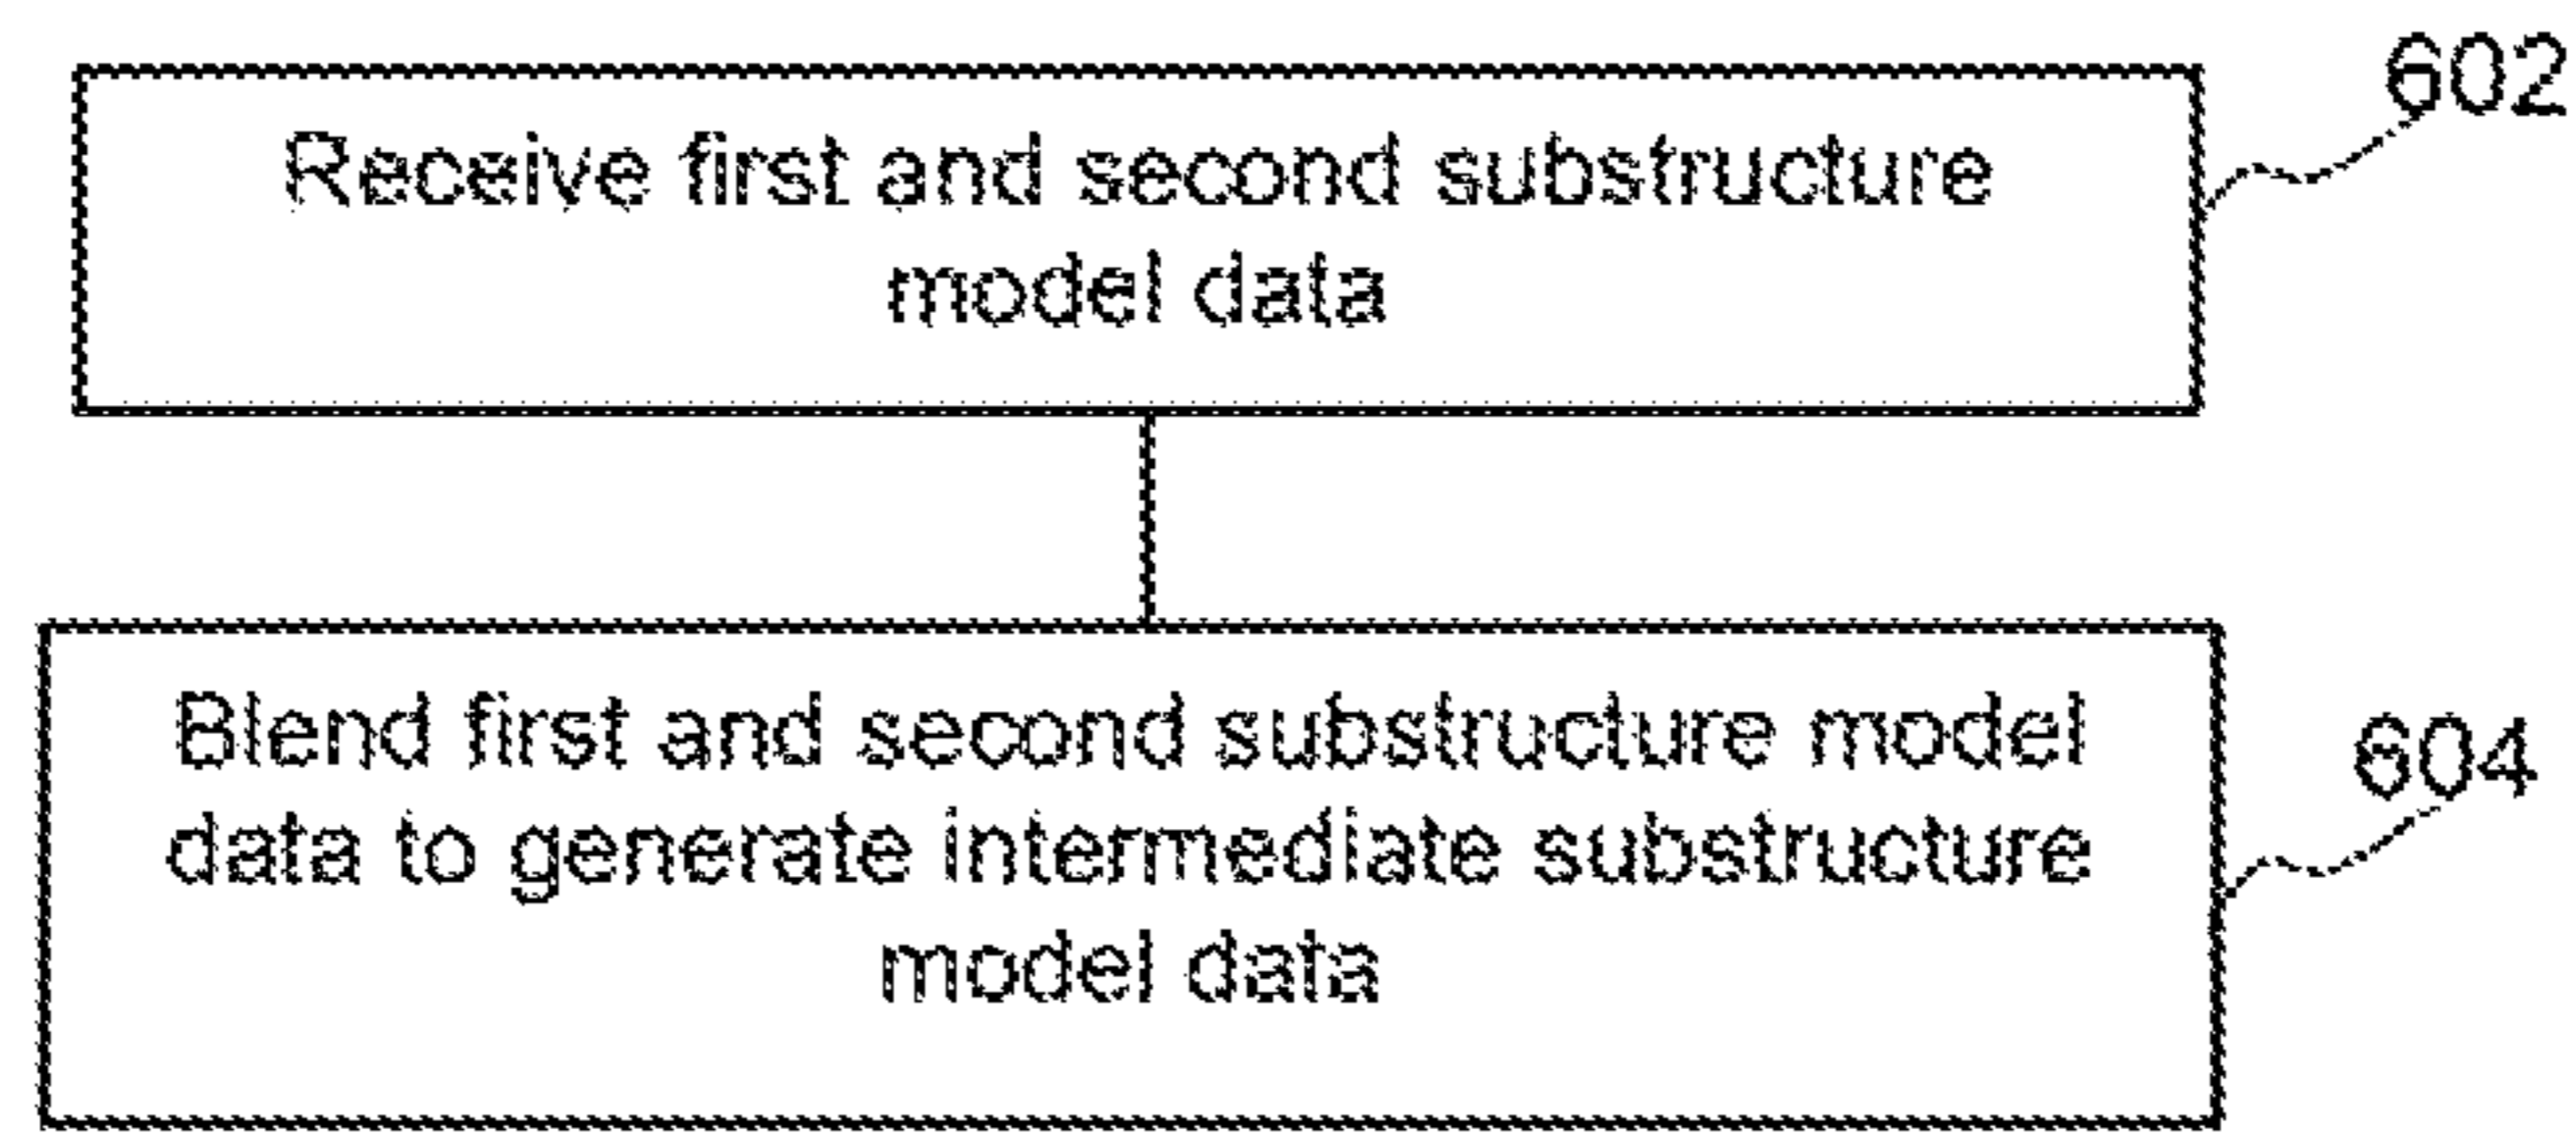 602
Receive first and second substructure
model data
Blend first and second substructure model
data to generate intermediate substructure
model data
604